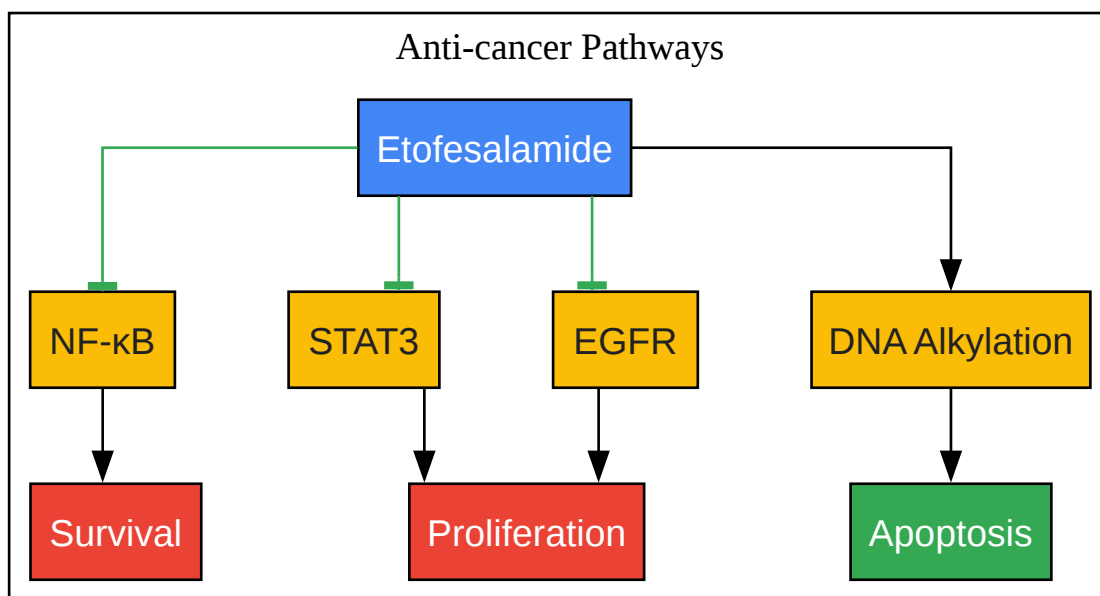 Anti-cancer Pathways
Etofesalamide
NF-κB
STAT3
EGFR
DNA Alkylation
Survival
Proliferation
Apoptosis